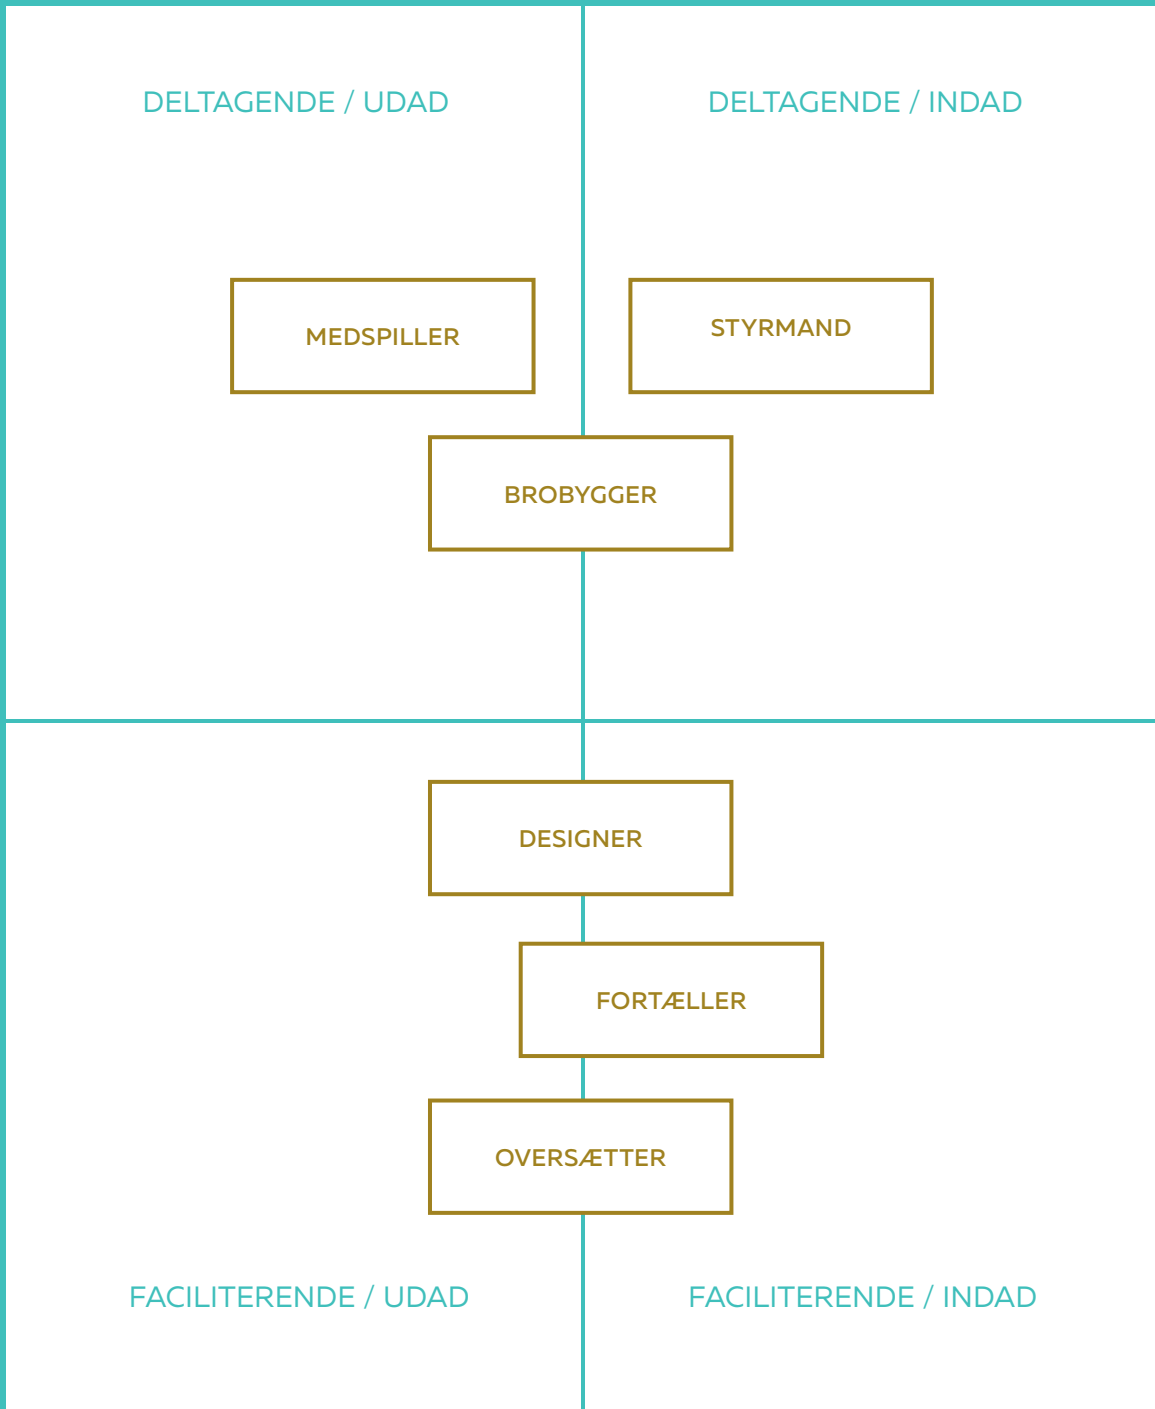 DELTAGENDE / UDAD
DELTAGENDE / INDAD
MEDSPILLER
STYRMAND
BROBYGGER
DESIGNER
FORTÆLLER
OVERSÆTTER
FACILITERENDE / UDAD
FACILITERENDE / INDAD